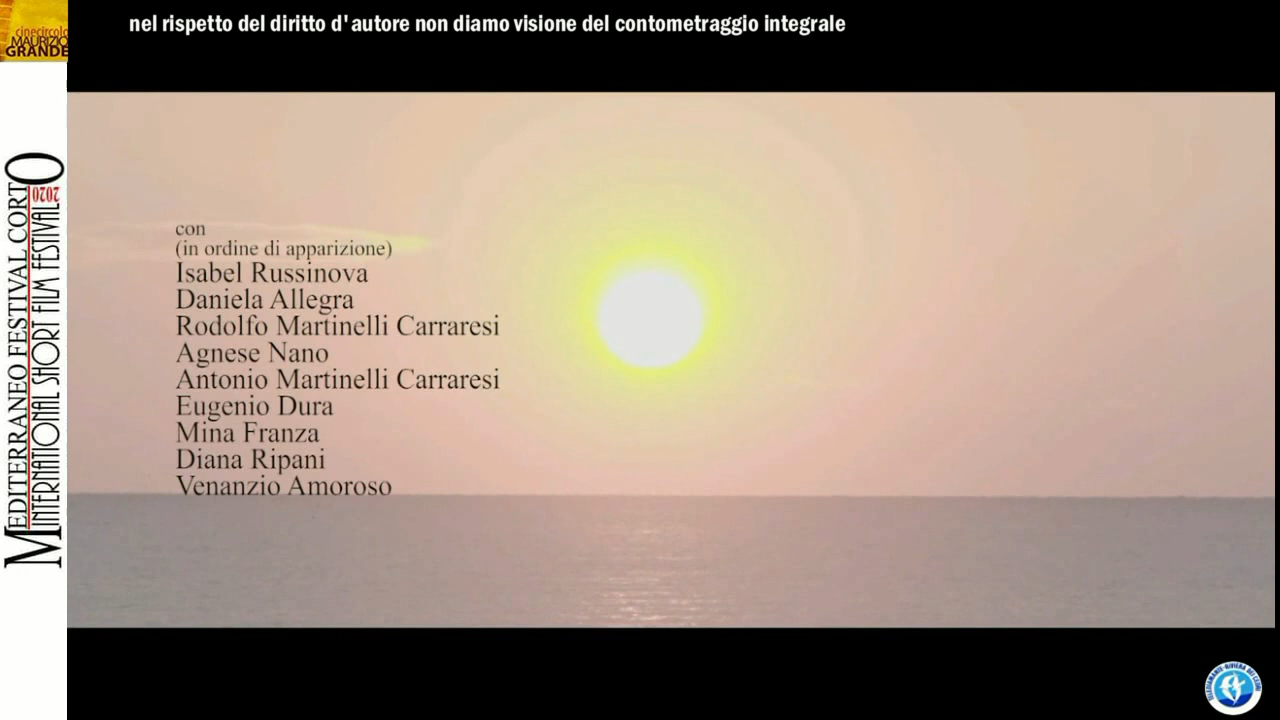 nel rispetto del diritto d'autore non diamo visione del contometraggio integrale
cinecircolo
MAURIZIO
GRANDE
MEDITERRANEO FESTIVAL CORTO
2020
INTERNATIONAL SHORT FILM FESTIVAL
con
(in ordine di apparizione)
Isabel Russinova
Daniela Allegra
Rodolfo Martinelli Carraresi
Agnese Nano
Antonio Martinelli Carraresi
Eugenio Dura
Mina Franza
Diana Ripani
Venanzio Amoroso